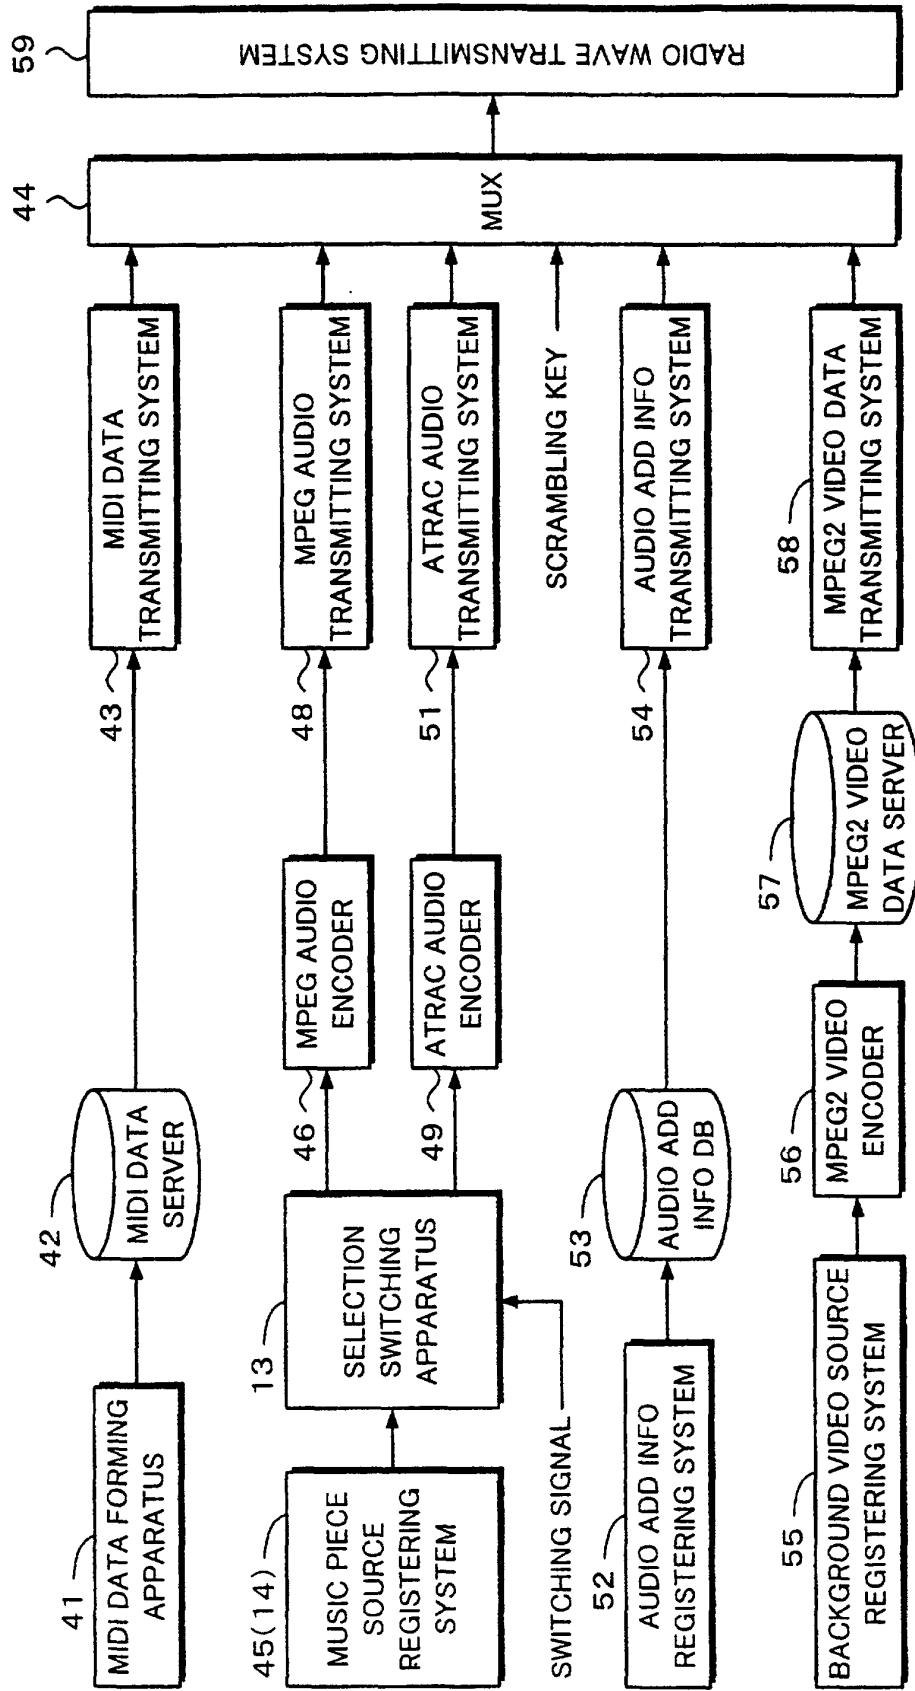 41
MIDI DATA FORMING
APPARATUS
42
MIDI DATA
SERVER
43
MIDI DATA
TRANSMITTING SYSTEM
44
MUX
59
RADIO WAVE TRANSMITTING SYSTEM
45(14)
MUSIC PIECE
SOURCE
REGISTERING
SYSTEM
13
SELECTION
SWITCHING
APPARATUS
SWITCHING SIGNAL
46
MPEG AUDIO
ENCODER
48
MPEG AUDIO
TRANSMITTING SYSTEM
49
ATRAC AUDIO
ENCODER
51
ATRAC AUDIO
TRANSMITTING SYSTEM
SCRAMBLING KEY
52
AUDIO ADD INFO
REGISTERING SYSTEM
53
AUDIO ADD
INFO DB
54
AUDIO ADD INFO
TRANSMITTING SYSTEM
55
BACKGROUND VIDEO SOURCE
REGISTERING SYSTEM
56
MPEG2 VIDEO
ENCODER
57
MPEG2 VIDEO
DATA SERVER
58
MPEG2 VIDEO DATA
TRANSMITTING SYSTEM